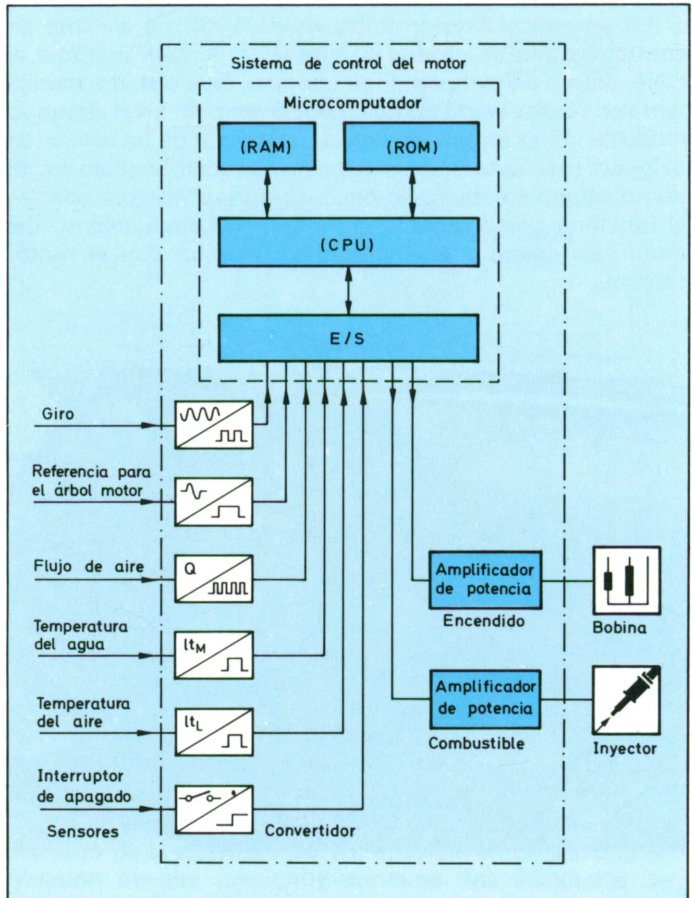 Sistema de control del motor
Microcomputador
(RAM)
(ROM)
(CPU)
E/S
Giro
Referencia para
el árbol motor
Flujo de aire
Q
Temperatura
del agua
ltM
Temperatura
del aire
ltL
Interruptor
de apagado
Sensores
Convertidor
Amplificador
de potencia
Encendido
Bobina
Amplificador
de potencia
Combustible
Inyector